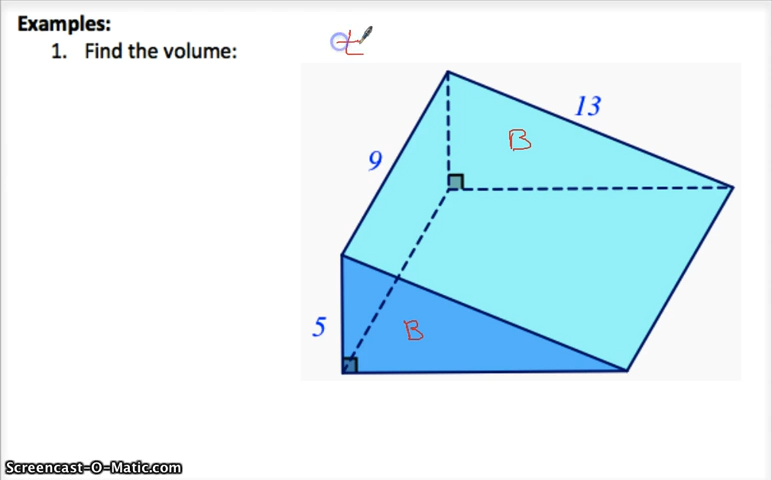 Examples:
1. Find the volume:
13
B
9
5
B
Screencast-O-Matic.com